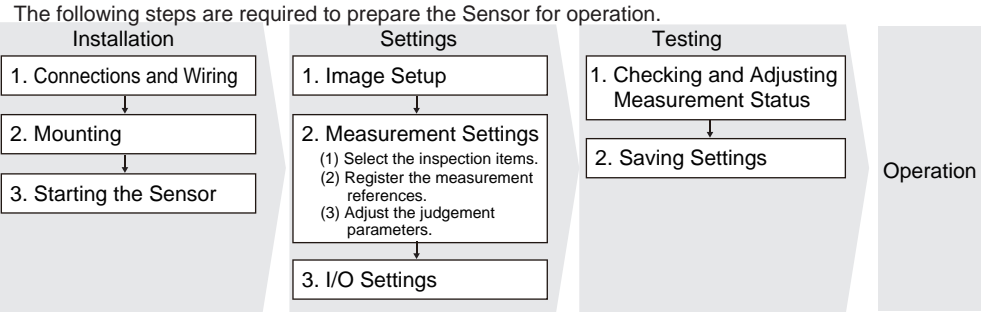 The following steps are required to prepare the Sensor for operation.
Installation
1. Connections and Wiring
2. Mounting
3. Starting the Sensor
Settings
1. Image Setup
2. Measurement Settings
(1) Select the inspection items.
(2) Register the measurement
references.
(3) Adjust the judgement
parameters.
3. I/O Settings
Testing
1. Checking and Adjusting
Measurement Status
2. Saving Settings
Operation